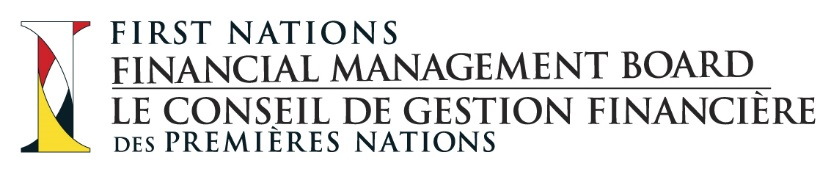 FIRST NATIONS
FINANCIAL MANAGEMENT BOARD
LE CONSEIL DE GESTION FINANCIÈRE
DES PREMIÈRES NATIONS